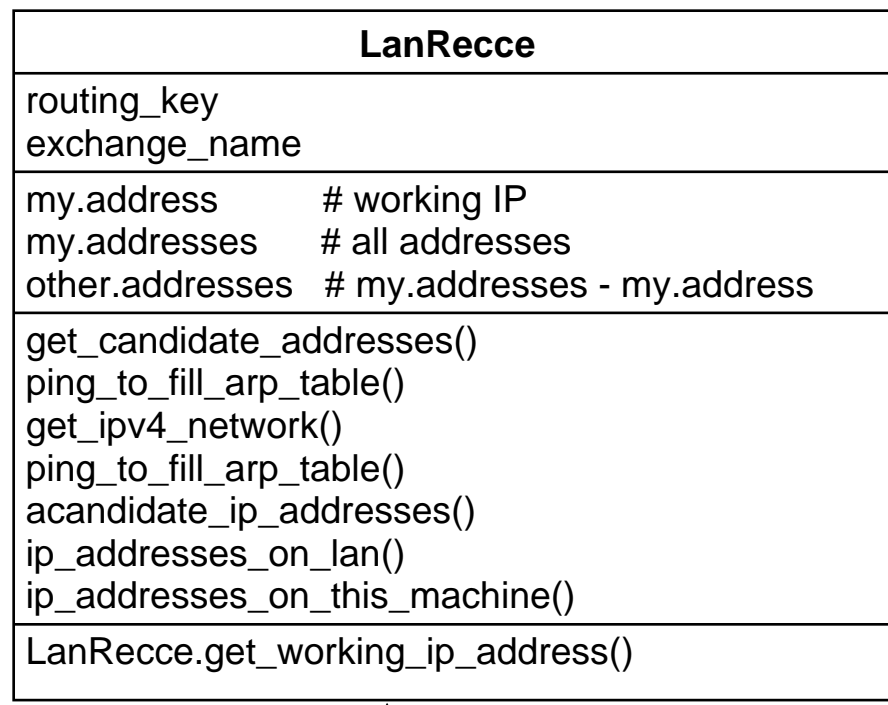 LanRecce
routing_key
exchange_name
my.address # working IP
my.addresses # all addresses
other.addresses # my.addresses - my.address
get_candidate_addresses()
ping_to_fill_arp_table()
get_ipv4_network()
ping_to_fill_arp_table()
acandidate_ip_addresses()
ip_addresses_on_lan()
ip_addresses_on_this_machine()
LanRecce.get_working_ip_address()